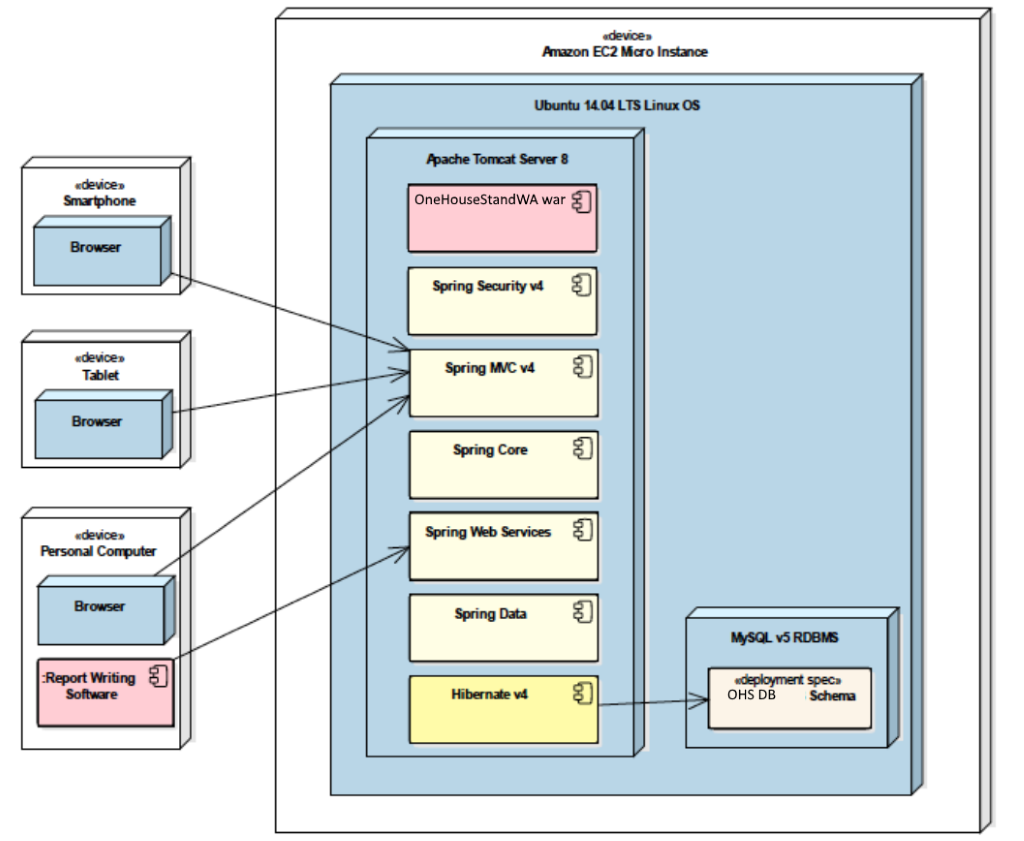 «device»
Amazon EC2 Micro Instance
Ubuntu 14.04 LTS Linux OS
Apache Tomcat Server 8
OneHouseStandWA war
Spring Security v4
Spring MVC v4
Spring Core
Spring Web Services
Spring Data
Hibernate v4
MySQL v5 RDBMS
«deployment spec»
OHS DB Schema
«device»
Smartphone
Browser
«device»
Tablet
Browser
«device»
Personal Computer
Browser
:Report Writing
Software